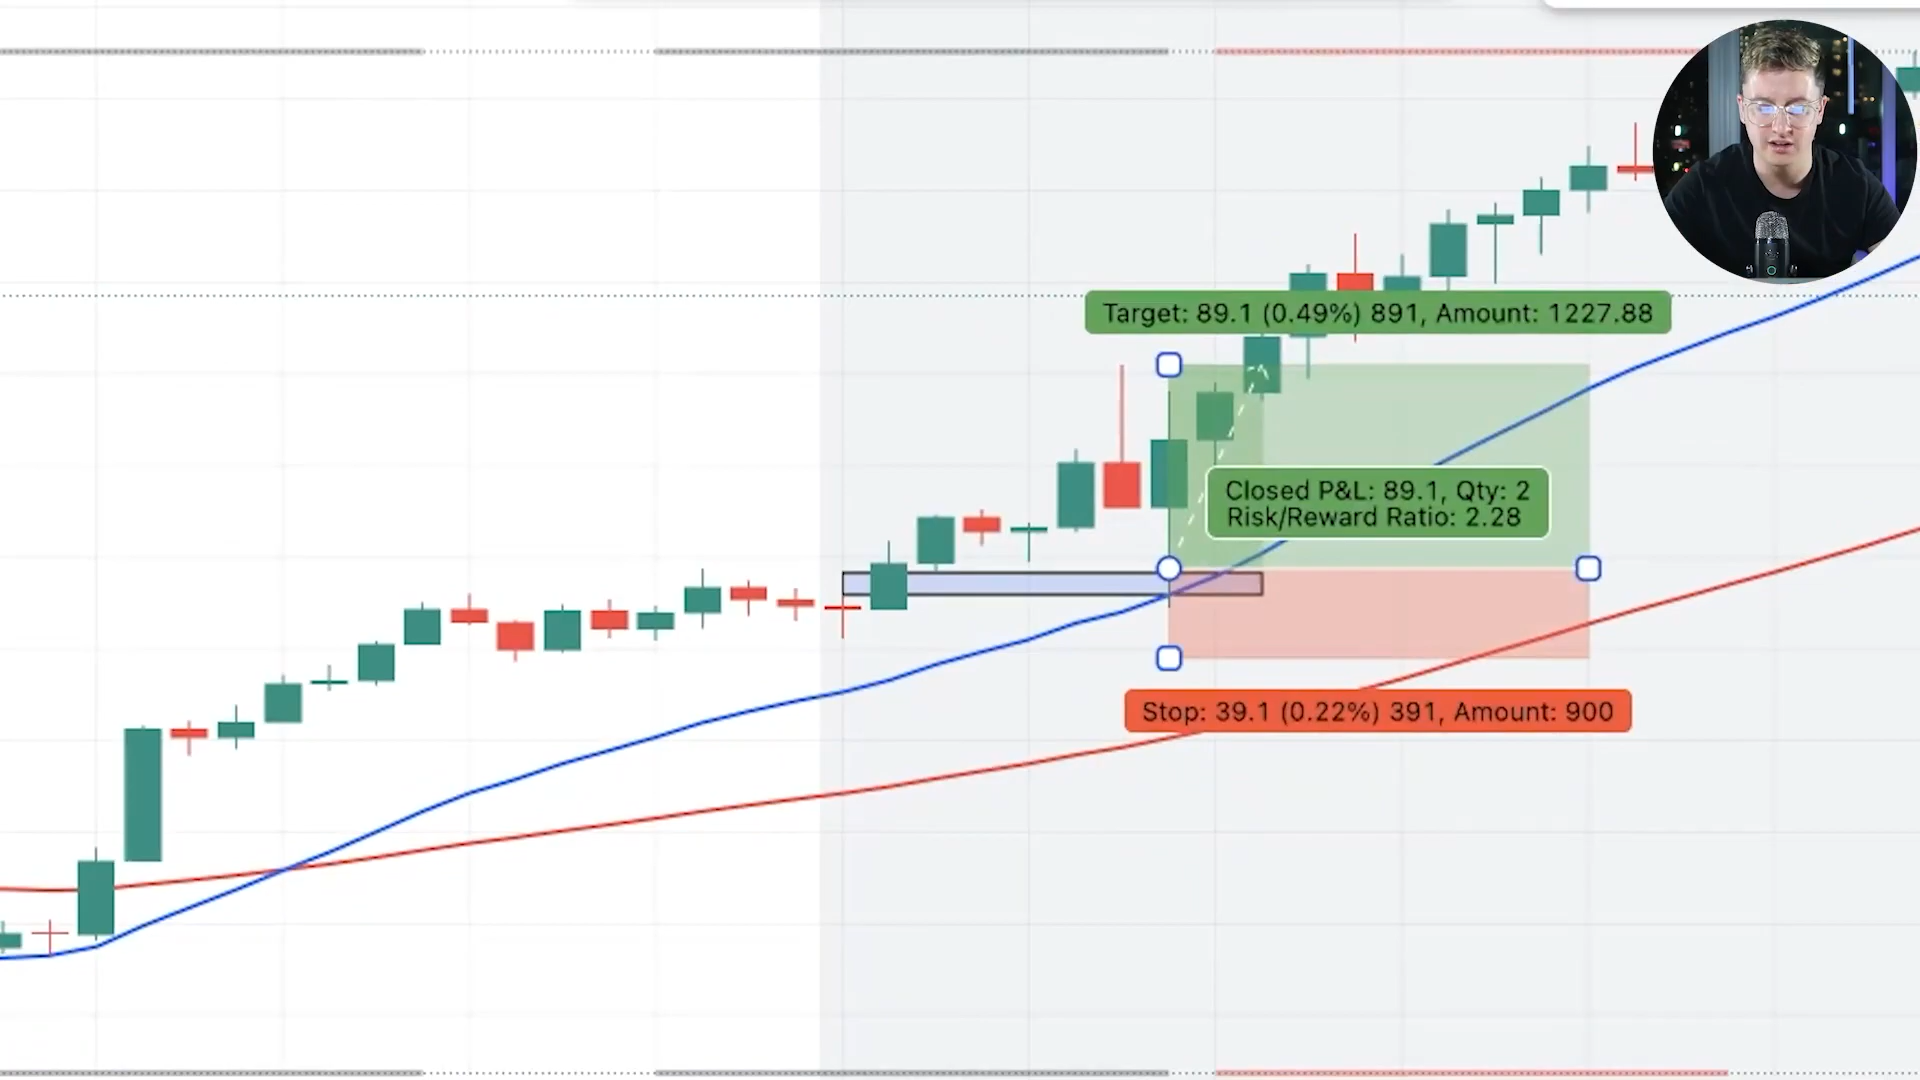 Target: 89.1 (0.49%) 891, Amount: 1227.88
Closed P&L: 89.1, Qty: 2
Risk/Reward Ratio: 2.28
Stop: 39.1 (0.22%) 391, Amount: 900